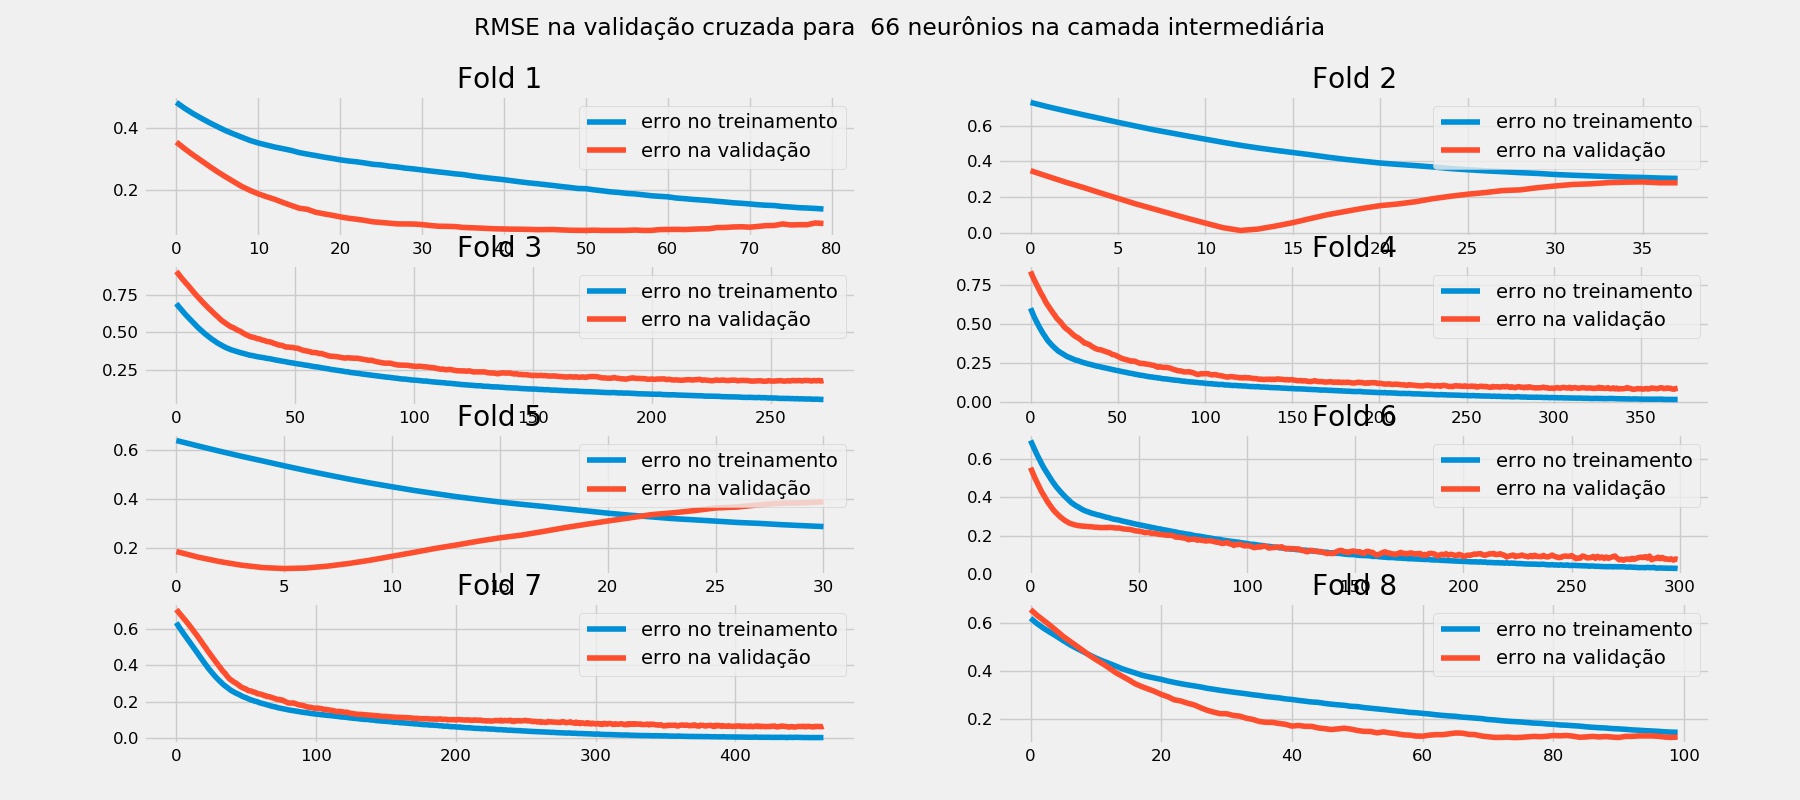 RMSE na validação cruzada para  66 neurônios na camada intermediária
Fold 1
erro no treinamento
erro na validação
0.4
0.2
0 10 20 30 40 50 60 70 80
Fold 2
erro no treinamento
erro na validação
0.6
0.4
0.2
0.0
0 5 10 15 20 25 30 35
Fold 3
erro no treinamento
erro na validação
0.75
0.50
0.25
0 50 100 150 200 250
Fold 4
erro no treinamento
erro na validação
0.75
0.50
0.25
0.00
0 50 100 150 200 250 300 350
Fold 5
erro no treinamento
erro na validação
0.6
0.4
0.2
0 5 10 15 20 25 30
Fold 6
erro no treinamento
erro na validação
0.6
0.4
0.2
0.0
0 50 100 150 200 250 300
Fold 7
erro no treinamento
erro na validação
0.6
0.4
0.2
0.0
0 100 200 300 400
Fold 8
erro no treinamento
erro na validação
0.6
0.4
0.2
0 20 40 60 80 100